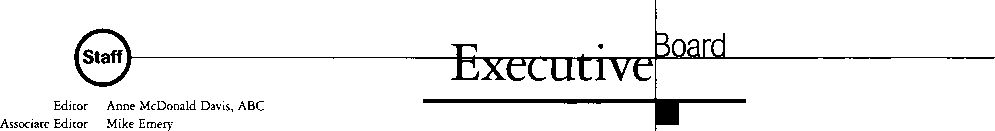 Staff
Executive Board
Editor Anne McDonald Davis, ABC
Associate Editor Mike Emery